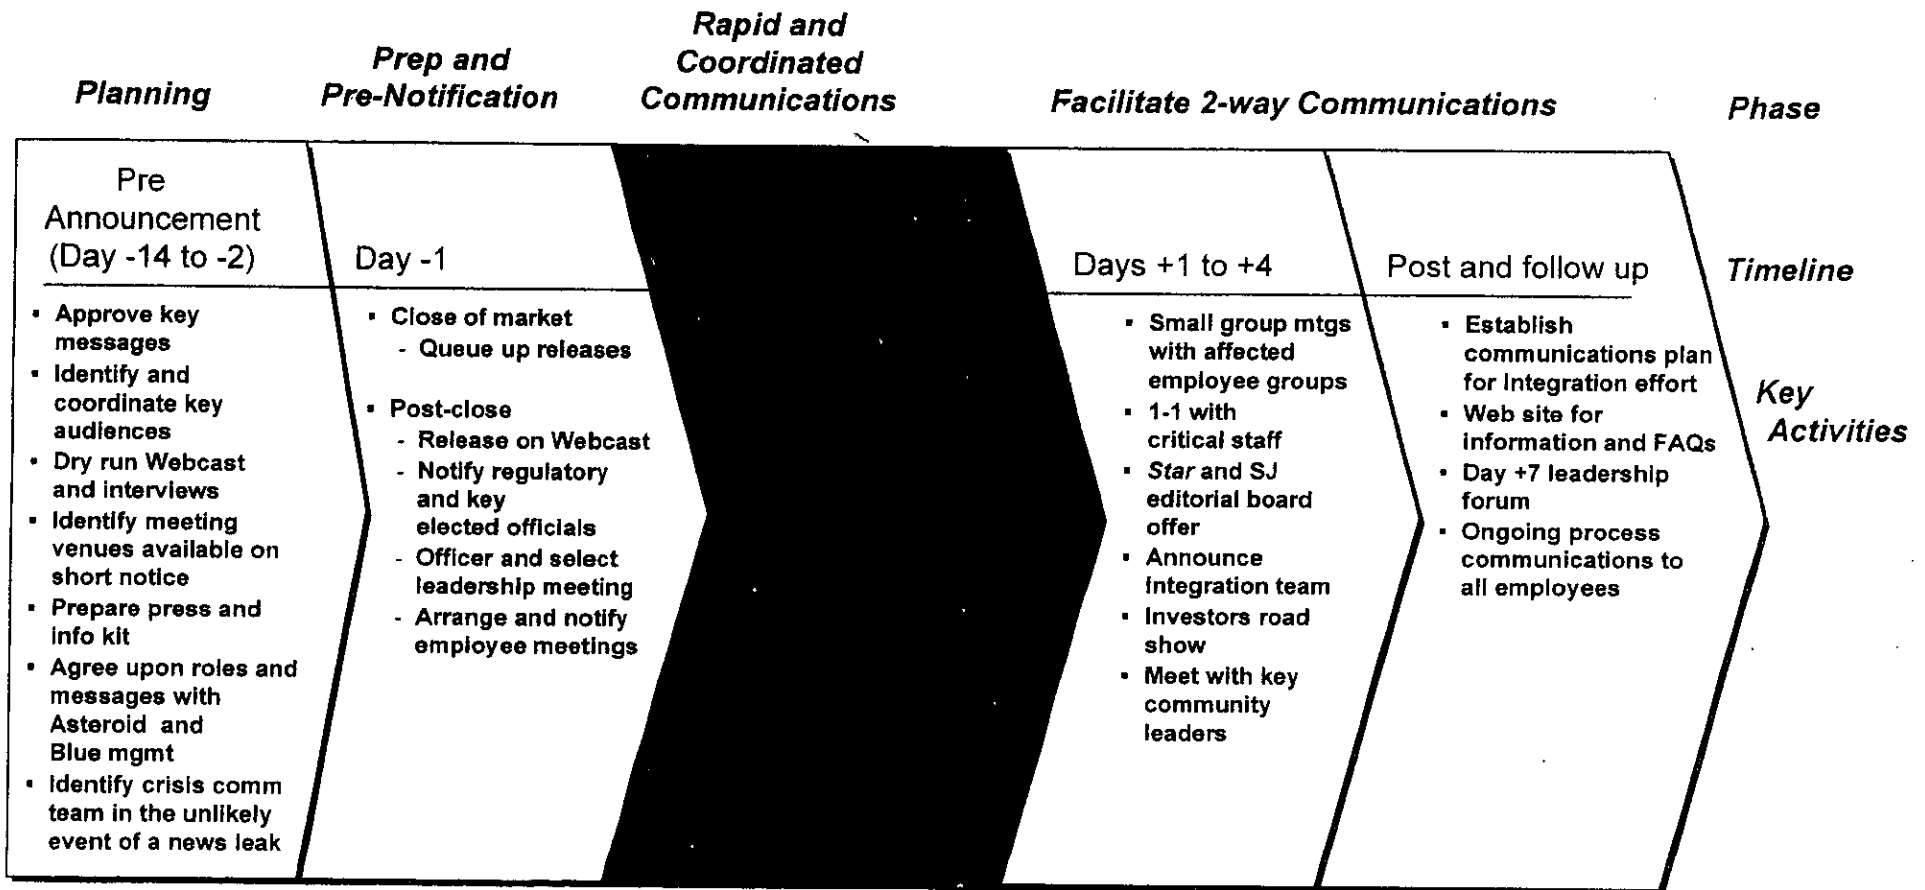 Planning
Prep and
Pre-Notification
Rapid and
Coordinated
Communications
Facilitate 2-way Communications
Phase
Pre
Announcement
(Day -14 to -2)
Day -1
Days +1 to +4
Post and follow up
Timeline
▪ Approve key
messages
▪ Identify and
coordinate key
audiences
▪ Dry run Webcast
and interviews
▪ Identify meeting
venues available on
short notice
▪ Prepare press and
info kit
▪ Agree upon roles and
messages with
Asteroid and
Blue mgmt
▪ Identify crisis comm
team in the unlikely
event of a news leak
▪ Close of market
- Queue up releases
▪ Post-close
- Release on Webcast
- Notify regulatory
and key
elected officials
- Officer and select
leadership meeting
- Arrange and notify
employee meetings
▪ Small group mtgs
with affected
employee groups
▪ 1-1 with
critical staff
▪ Star and SJ
editorial board
offer
▪ Announce
Integration team
▪ Investors road
show
▪ Meet with key
community
leaders
▪ Establish
communications plan
for Integration effort
▪ Web site for
information and FAQs
▪ Day +7 leadership
forum
▪ Ongoing process
communications to
all employees
Key
Activities